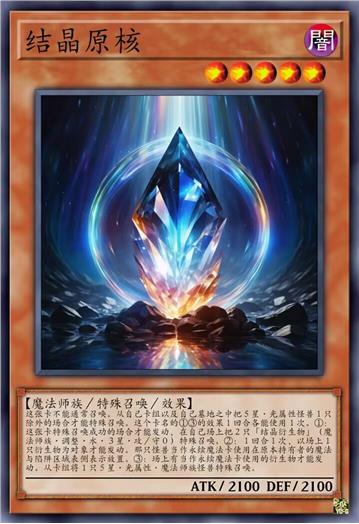 结晶原核
闇
【魔法师族／特殊召唤／效果】
这张卡不能通常召唤。从自己卡组以及自己墓地之中把5星·光属性怪兽1只
除外的场合才能特殊召唤。这个卡名的①③的效果1回合各能使用1次。①：
这张卡特殊召唤成功的场合才能发动。在自己场上把2只「结晶衍生物」（魔
法师族·调整·水·3星·攻／守0）特殊召唤。②：1回合1次，以场上1
只衍生物为对象才能发动。那只怪兽当作永续魔法卡使用在原本持有者的魔法
与陷阱区域表侧表示放置。③：场上有当作永续魔法卡使用的衍生物才能发
动。从卡组将1只5星·光属性·魔法师族怪兽特殊召唤。
ATK/2100 DEF/2100